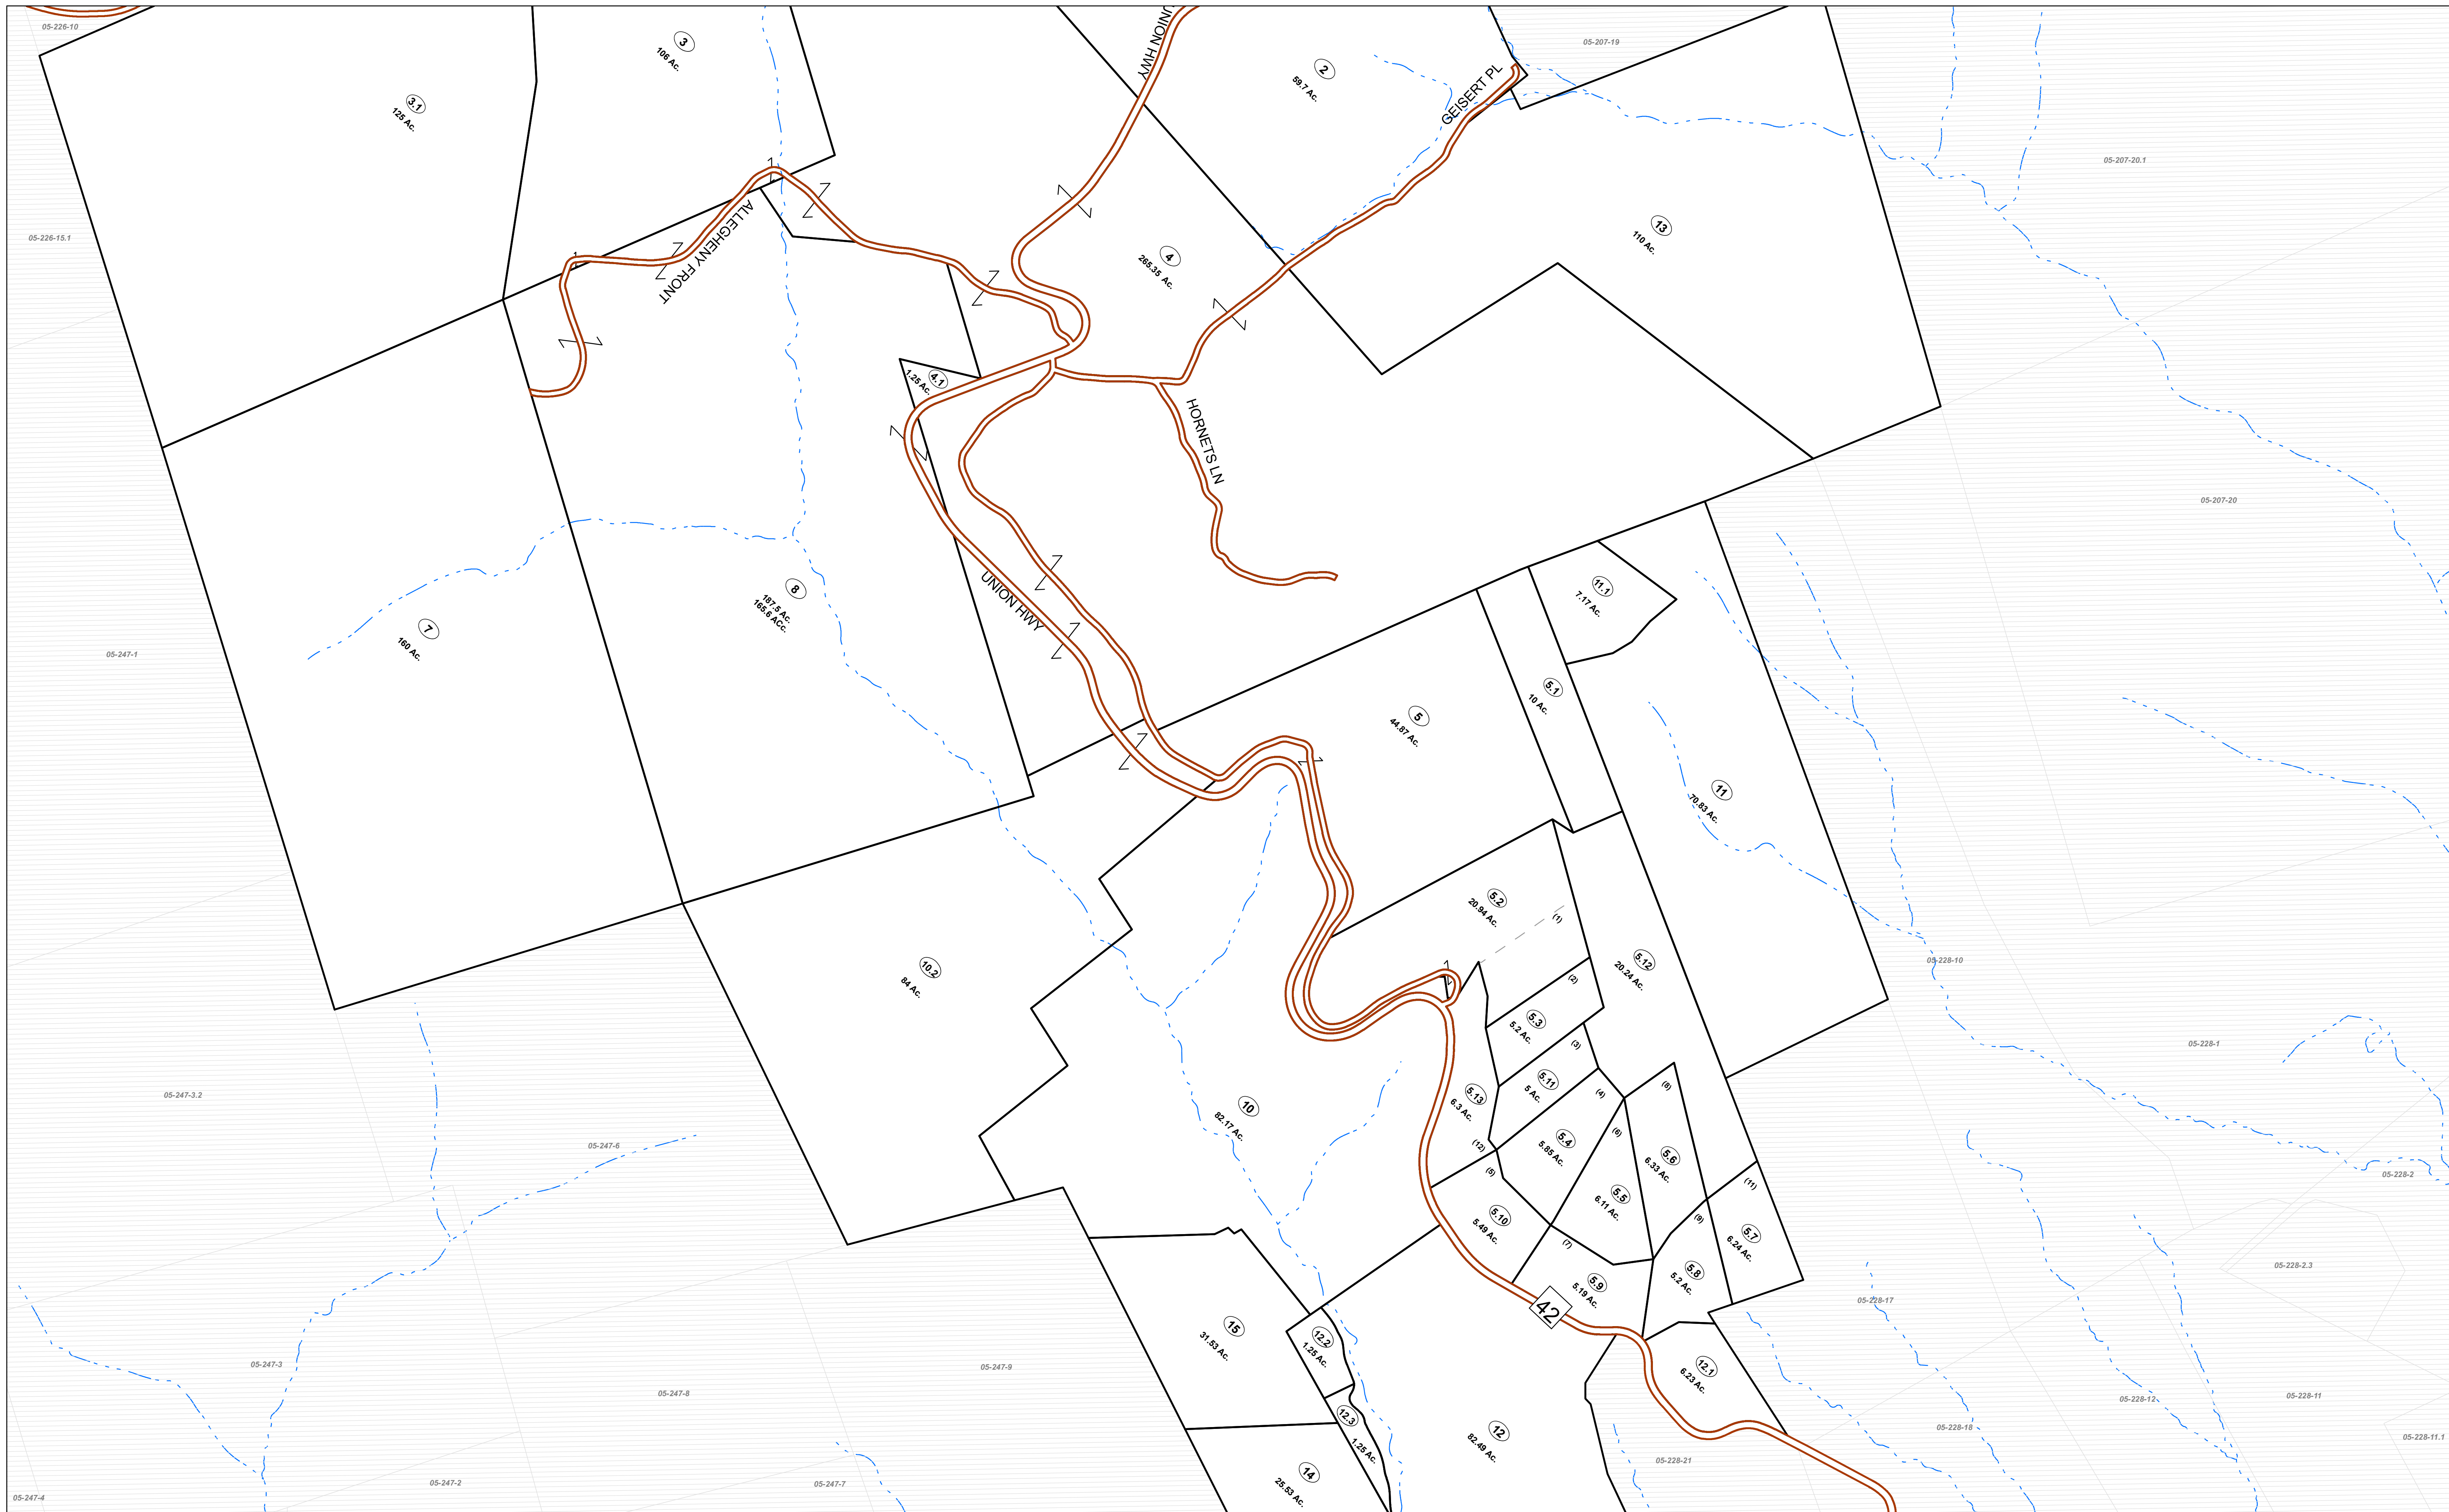 05-226-10
3
106 Ac.
UNION HWY
05-207-19
2
59.7 Ac.
GEISERT PL
3.1
125 Ac.
05-207-20.1
05-226-15.1
ALLEGHENY FRONT
4
265.35 Ac.
13
110 Ac.
4.1
1.25 Ac.
HORNETS LN
05-207-20
UNION HWY
8
187.5 Ac.
165.6 ACc.
7
160 Ac.
05-247-1
11.1
7.17 Ac.
5.1
10 Ac.
5
44.87 Ac.
11
70.83 Ac.
5.2
20.94 Ac.
(1)
10.2
84 Ac.
5.12
20.24 Ac.
05-228-10
(2)
5.3
5.2 Ac.
(3)
05-228-1
5.11
5 Ac.
(4)
(8)
05-247-3.2
5.13
6.3 Ac.
10
82.17 Ac.
(12)
(6)
5.4
5.85 Ac.
5.6
6.33 Ac.
05-247-6
(5)
05-228-2
(11)
5.5
6.11 Ac.
5.10
5.49 Ac.
(9)
5.7
6.24 Ac.
(7)
05-228-2.3
5.9
5.19 Ac.
5.8
5.2 Ac.
42
05-228-17
15
31.53 Ac.
12.2
1.25 Ac.
05-247-3
05-247-9
12.1
6.23 Ac.
05-247-8
05-228-12
05-228-11
12.3
1.25 Ac.
12
82.49 Ac.
05-228-18
05-228-11.1
05-228-21
14
25.53 Ac.
05-247-4
05-247-2
05-247-7